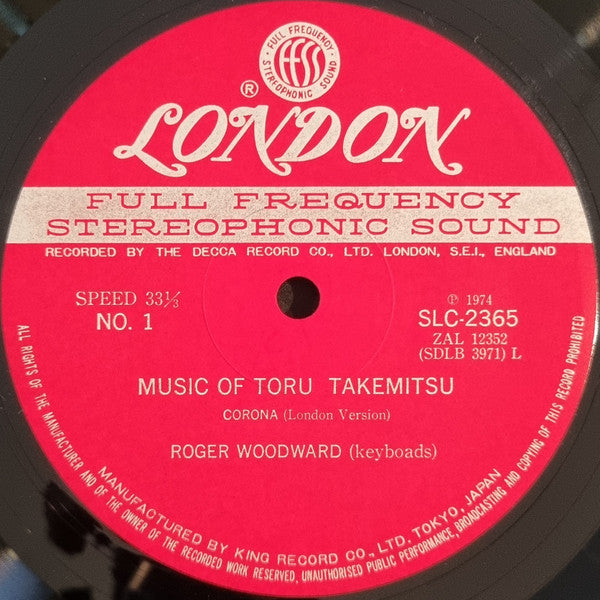 FULL FREQUENCY
ffss
STEREOPHONIC SOUND
®
LONDON
FULL FREQUENCY
STEREOPHONIC SOUND
RECORDED BY THE DECCA RECORD CO., LTD. LONDON, S.E.I., ENGLAND
SPEED 33⅓
NO. 1
℗ 1974
SLC-2365
ZAL 12352
(SDLB 3971) L
MUSIC OF TORU TAKEMITSU
CORONA (London Version)
ROGER WOODWARD (keyboads)
MANUFACTURED BY KING RECORD CO., LTD. TOKYO, JAPAN
ALL RIGHTS OF THE MANUFACTURER AND OF THE OWNER OF THE RECORDED WORK RESERVED, UNAUTHORISED PUBLIC PERFORMANCE, BROADCASTING AND COPYING OF THIS RECORD PROHIBITED